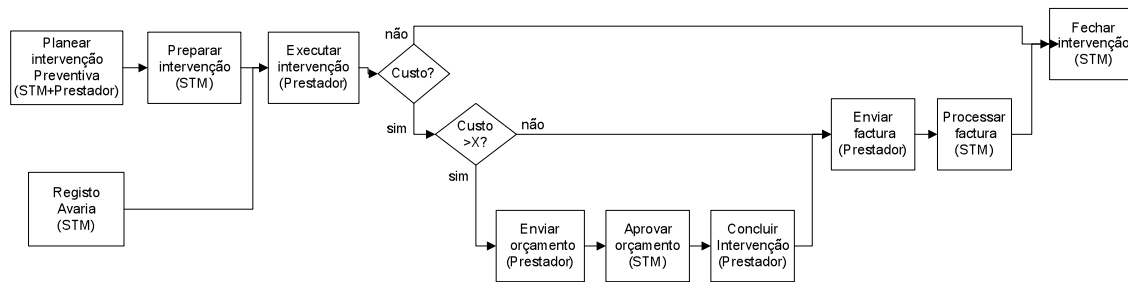 Planear
intervenção
Preventiva
(STM+Prestador)
Preparar
intervenção
(STM)
Executar
intervenção
(Prestador)
não
Custo?
sim
Custo
>X?
não
sim
Registo
Avaria
(STM)
Enviar
orçamento
(Prestador)
Aprovar
orçamento
(STM)
Concluir
Intervenção
(Prestador)
Enviar
factura
(Prestador)
Processar
factura
(STM)
Fechar
intervenção
(STM)